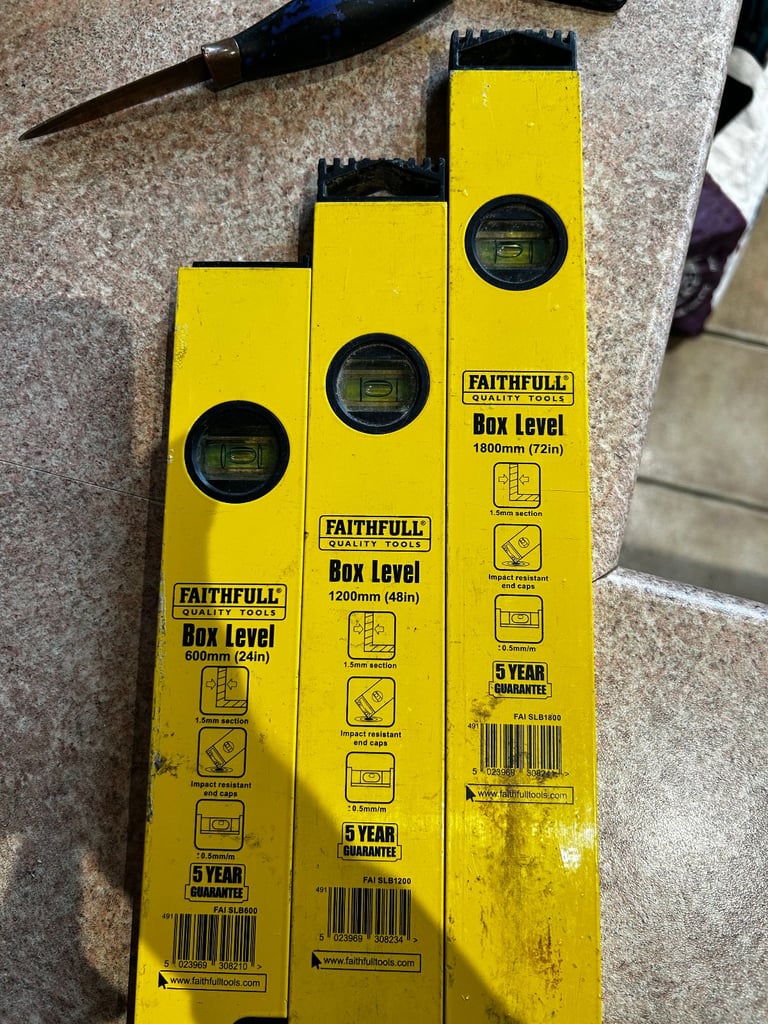 FAITHFULL®
QUALITY TOOLS
Box Level
600mm (24in)
1.5mm section
Impact resistant
end caps
±0.5mm/m
5 YEAR
GUARANTEE
FAI SLB600
491
5 023969 308210 >
www.faithfulltools.com
FAITHFULL®
QUALITY TOOLS
Box Level
1200mm (48in)
1.5mm section
Impact resistant
end caps
±0.5mm/m
5 YEAR
GUARANTEE
FAI SLB1200
491
5 023969 308234 >
www.faithfulltools.com
FAITHFULL®
QUALITY TOOLS
Box Level
1800mm (72in)
1.5mm section
Impact resistant
end caps
±0.5mm/m
5 YEAR
GUARANTEE
FAI SLB1800
491
5 023969 308241 >
www.faithfulltools.com